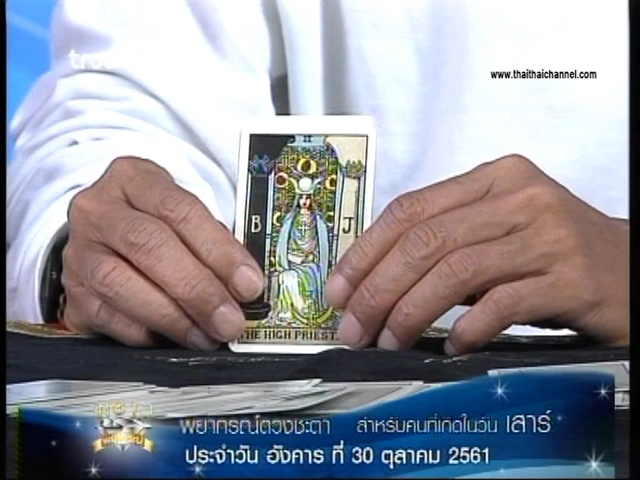 true
www.thaithaichannel.com
II
B J
THE HIGH PRIEST
พยากรณ์ดวงชะตา สำหรับคนที่เกิดในวัน เสาร์
ประจำวัน อังคาร ที่ 30 ตุลาคม 2561